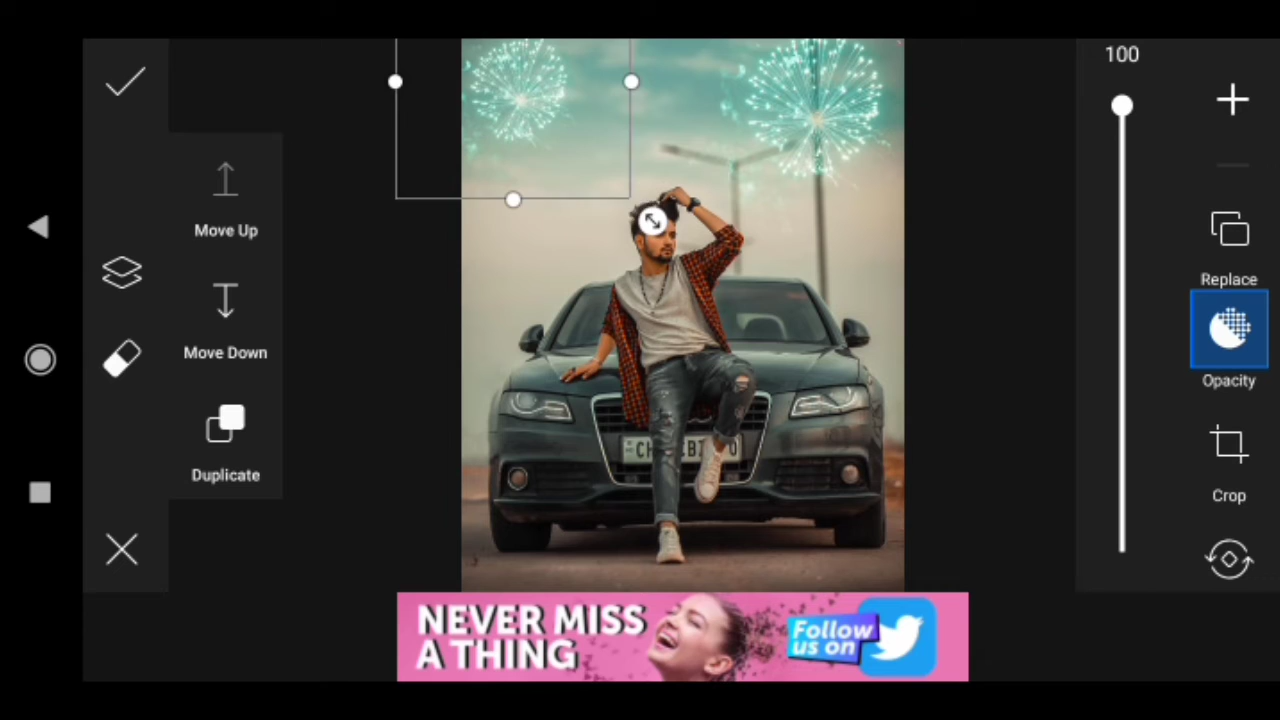 100
Move Up
Replace
Move Down
Opacity
Duplicate
Crop
NEVER MISS
A THING
Follow
us on